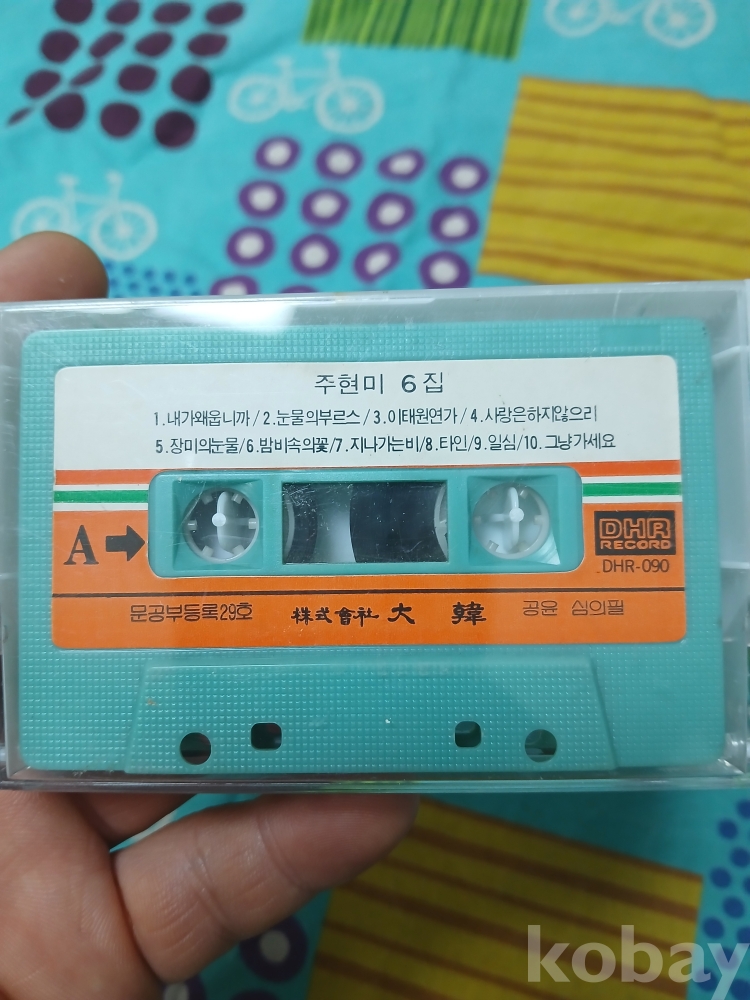 주현미 6집
1.내가왜웁니까/2.눈물의부르스/3.이태원연가/4.사랑은하지않으리
5.장미의눈물/6.밤비속의꽃/7.지나가는비/8.타인/9.일심/10.그냥가세요
A
DHR
RECORD
DHR-090
문공부등록29호 株式會社 大韓 공윤 심의필
kobay